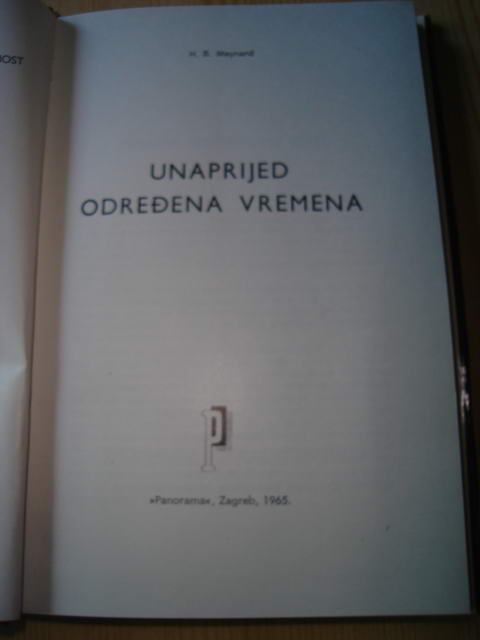 H. B. Maynard
UNAPRIJED
ODREĐENA VREMENA
P
»Panorama«, Zagreb, 1965.